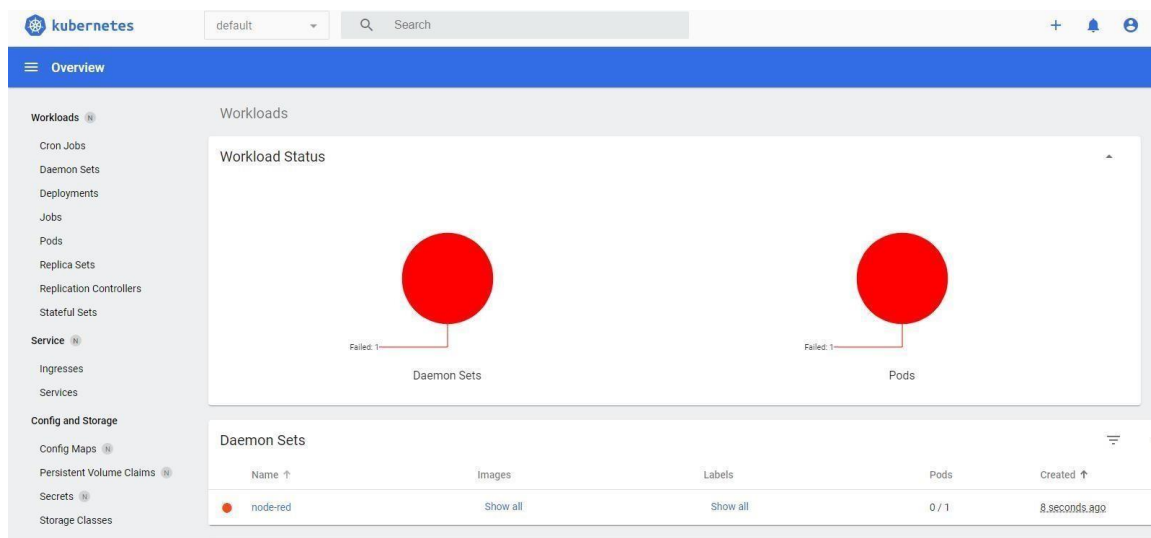 kubernetes
default
Search
Overview
Workloads N
Cron Jobs
Daemon Sets
Deployments
Jobs
Pods
Replica Sets
Replication Controllers
Stateful Sets
Service N
Ingresses
Services
Config and Storage
Config Maps N
Persistent Volume Claims N
Secrets N
Storage Classes
Workloads
Workload Status
Failed: 1
Daemon Sets
Failed: 1
Pods
Daemon Sets
Name Images Labels Pods Created
node-red Show all Show all 0 / 1 8 seconds ago